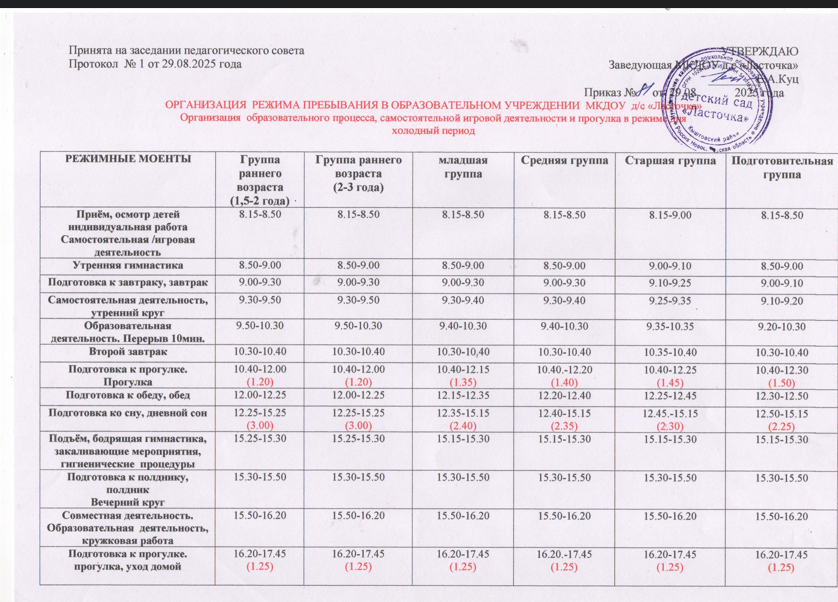 Принята на заседании педагогического совета
УТВЕРЖДАЮ
Протокол № 1 от 29.08.2025 года
Заведующая МКДОУ д/с «Ласточка»
Е.А.Куц
Приказ № от 29.08. 2025 года
детский сад
«Ласточка»
ОРГАНИЗАЦИЯ РЕЖИМА ПРЕБЫВАНИЯ В ОБРАЗОВАТЕЛЬНОМ УЧРЕЖДЕНИИ МКДОУ д/с «Ласточка»
Организация образовательного процесса, самостоятельной игровой деятельности и прогулка в режиме дня
холодный период
РЕЖИМНЫЕ МОЕНТЫ Группа раннего возраста (1,5-2 года) Группа раннего возраста (2-3 года) младшая группа Средняя группа Старшая группа Подготовительная группа
Приём, осмотр детей индивидуальная работа Самостоятельная /игровая деятельность 8.15-8.50 8.15-8.50 8.15-8.50 8.15-8.50 8.15-9.00 8.15-8.50
Утренняя гимнастика 8.50-9.00 8.50-9.00 8.50-9.00 8.50-9.00 9.00-9.10 8.50-9.00
Подготовка к завтраку, завтрак 9.00-9.30 9.00-9.30 9.00-9.30 9.00-9.30 9.10-9.25 9.00-9.10
Самостоятельная деятельность, утренний круг 9.30-9.50 9.30-9.50 9.30-9.40 9.30-9.40 9.25-9.35 9.10-9.20
Образовательная деятельность. Перерыв 10мин. 9.50-10.30 9.50-10.30 9.40-10.30 9.40-10.30 9.35-10.35 9.20-10.30
Второй завтрак 10.30-10.40 10.30-10.40 10.30-10,40 10.30-10.40 10.35-10.40 10.30-10.40
Подготовка к прогулке. Прогулка 10.40-12.00 (1.20) 10.40-12.00 (1.20) 10.40-12.15 (1.35) 10.40.-12.20 (1.40) 10.40-12.25 (1.45) 10.40-12.30 (1.50)
Подготовка к обеду, обед 12.00-12.25 12.00-12.25 12.15-12.35 12.20-12.40 12.25-12.45 12.30-12.50
Подготовка ко сну, дневной сон 12.25-15.25 (3.00) 12.25-15.25 (3.00) 12.35-15.15 (2.40) 12.40-15.15 (2.35) 12.45.-15.15 (2:30) 12.50-15.15 (2.25)
Подъём, бодрящая гимнастика, закаливающие мероприятия, гигиенические процедуры 15.25-15.30 15.25-15.30 15.15-15.30 15.15-15.30 15.15-15.30 15.15-15.30
Подготовка к полднику, полдник Вечерний круг 15.30-15.50 15.30-15.50 15.30-15.50 15.30-15.50 15.30-15.50 15.30-15.50
Совместная деятельность. Образовательная деятельность, кружковая работа 15.50-16.20 15.50-16.20 15.50-16.20 15.50-16.20 15.50-16.20 15.50-16.20
Подготовка к прогулке. прогулка, уход домой 16.20-17.45 (1.25) 16.20-17.45 (1.25) 16.20-17.45 (1.25) 16.20.-17.45 (1.25) 16.20-17.45 (1.25) 16.20-17.45 (1.25)